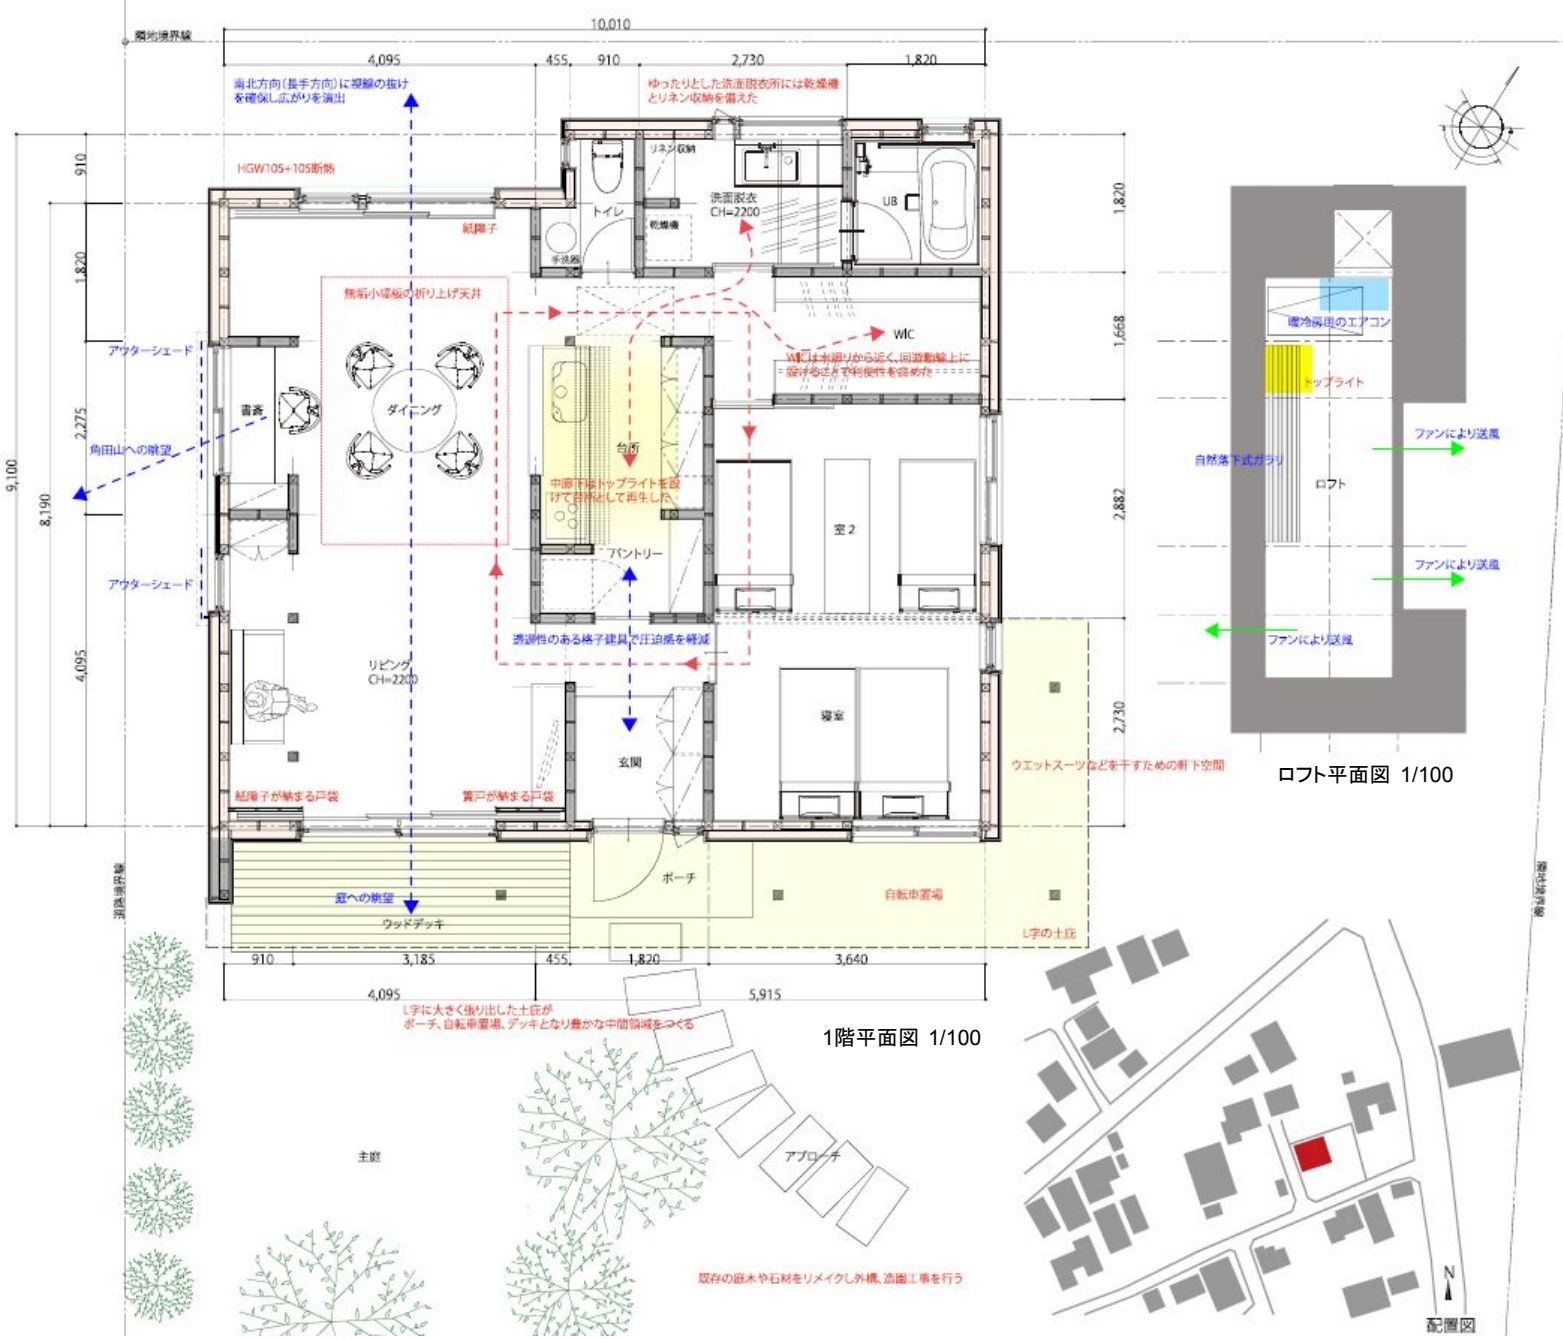 隣地境界線
10,010
4,095
455
910
2,730
1,820
南北方向(長手方向)に視線の抜け
を確保し広がりを演出
ゆったりとした洗面脱衣所には乾燥機
とリネン収納を備えた
910
HGW105+105断熱
リネン収納
洗面脱衣
CH=2200
UB
トイレ
乾燥機
手洗器
紙障子
1,820
1,820
無垢小幅板の折り上げ天井
暖冷房用のエアコン
アウターシェード
WIC
1,668
WICは水廻りから近く、回遊動線上に
設けることで利便性を高めた
トップライト
書斎
ダイニング
2,275
角田山への眺望
台所
ファンにより送風
自然落下式ガラリ
ロフト
9,100
8,190
中廊下はトップライトを設
けて台所として再生した
室2
2,882
パントリー
ファンにより送風
アウターシェード
透過性のある格子建具で圧迫感を軽減
ファンにより送風
4,095
リビング
CH=2200
寝室
2,730
玄関
ウエットスーツなどを干すための軒下空間
ロフト平面図 1/100
紙障子が納まる戸袋
簀戸が納まる戸袋
道路境界線
隣地境界線
ポーチ
庭への眺望
自転車置場
ウッドデッキ
L字の土庇
910
3,185
455
1,820
3,640
4,095
5,915
L字に大きく張り出した土庇が
ポーチ、自転車置場、デッキとなり豊かな中間領域をつくる
1階平面図 1/100
主庭
アプローチ
既存の庭木や石材をリメイクし外構、造園工事を行う
N
配置図